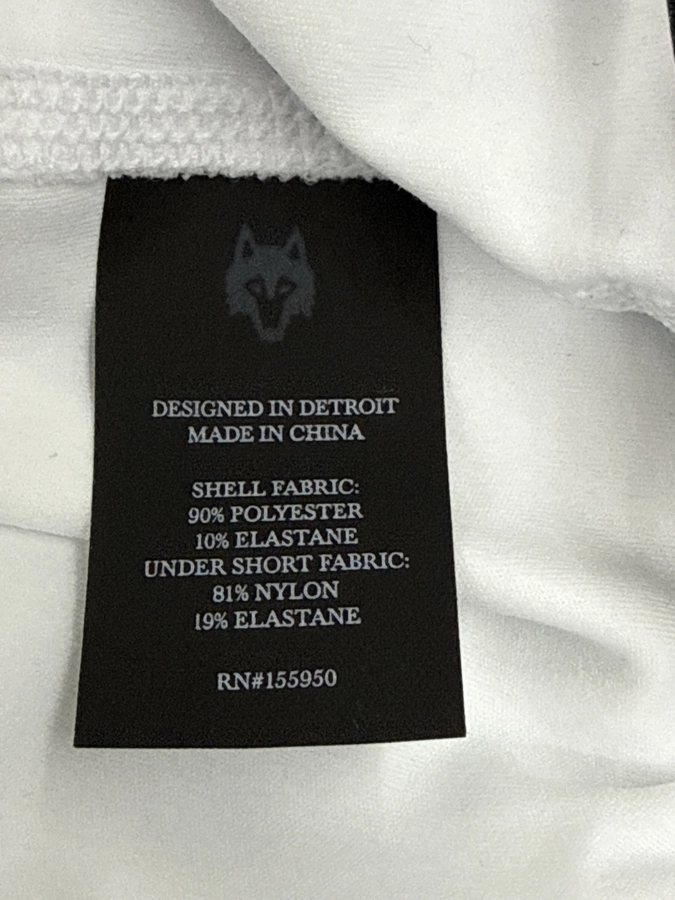 DESIGNED IN DETROIT
MADE IN CHINA
SHELL FABRIC:
90% POLYESTER
10% ELASTANE
UNDER SHORT FABRIC:
81% NYLON
19% ELASTANE
RN#155950